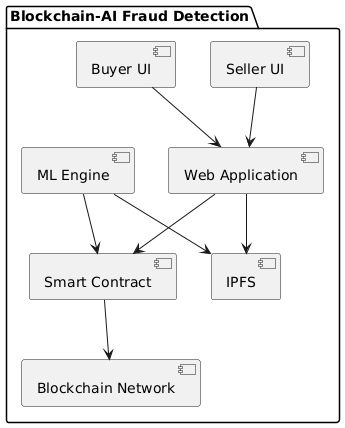 Blockchain-AI Fraud Detection
Buyer UI
Seller UI
ML Engine
Web Application
Smart Contract
IPFS
Blockchain Network